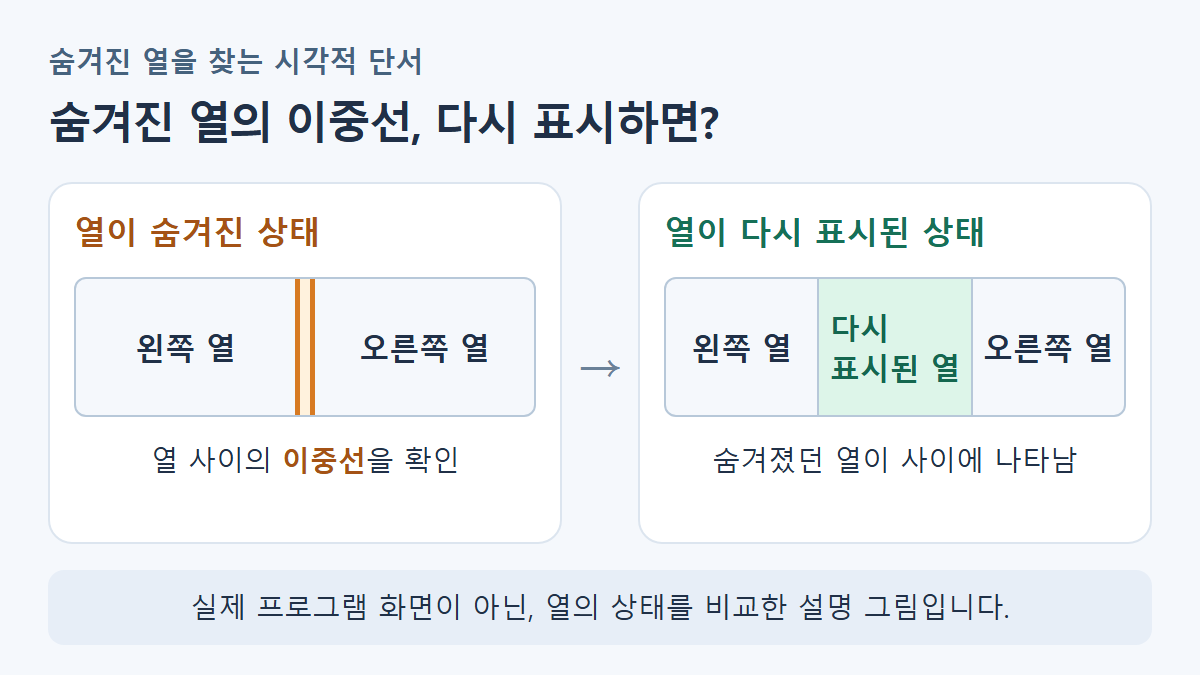 숨겨진 열을 찾는 시각적 단서
숨겨진 열의 이중선, 다시 표시하면?
열이 숨겨진 상태
왼쪽 열
오른쪽 열
열 사이의 이중선을 확인
→
열이 다시 표시된 상태
왼쪽 열
다시
표시된 열
오른쪽 열
숨겨졌던 열이 사이에 나타남
실제 프로그램 화면이 아닌, 열의 상태를 비교한 설명 그림입니다.